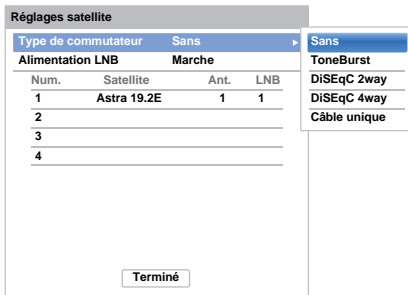 Réglages satellite
Type de commutateur Sans
Alimentation LNB Marche
Num. Satellite Ant. LNB
1 Astra 19.2E 1 1
2
3
4
Terminé
Sans
ToneBurst
DiSEqC 2way
DiSEqC 4way
Câble unique